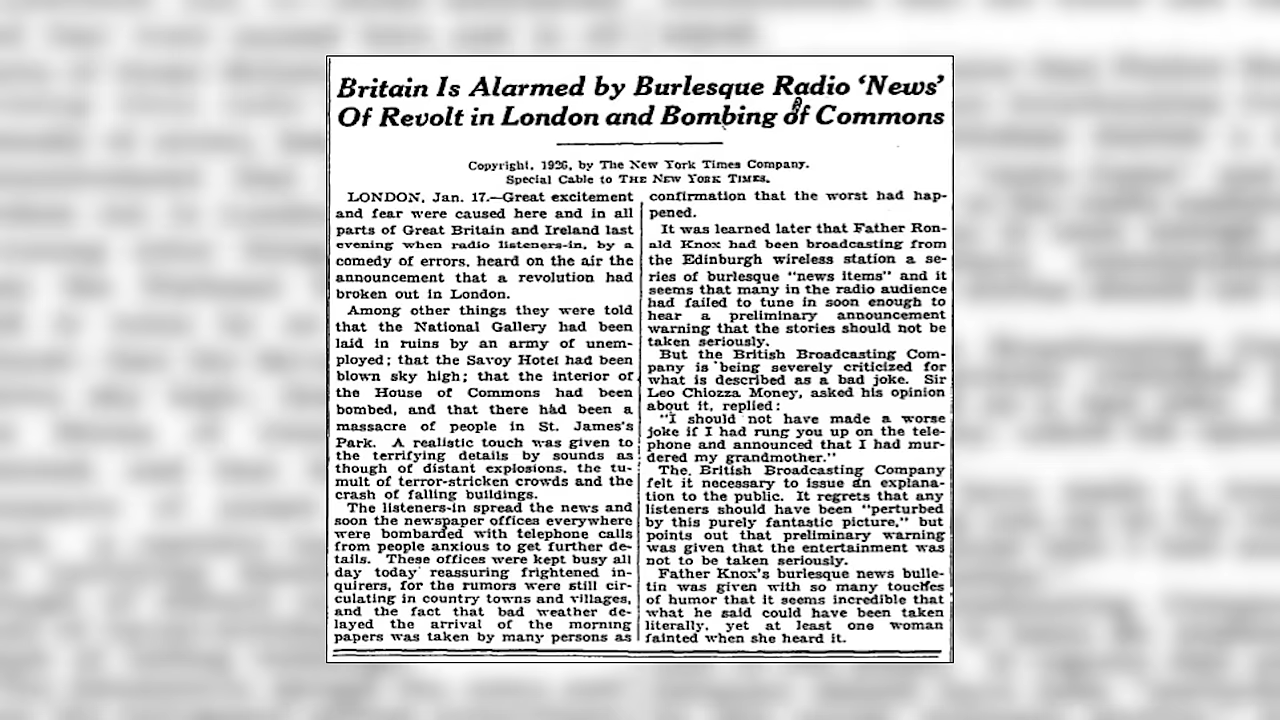 Britain Is Alarmed by Burlesque Radio ‘News’
Of Revolt in London and Bombing of Commons
Copyright, 1926, by The New York Times Company.
Special Cable to THE NEW YORK TIMES.
LONDON, Jan. 17.—Great excitement
and fear were caused here and in all
parts of Great Britain and Ireland last
evening when radio listeners-in, by a
comedy of errors, heard on the air the
announcement that a revolution had
broken out in London.
Among other things they were told
that the National Gallery had been
laid in ruins by an army of unem-
ployed; that the Savoy Hotel had been
blown sky high; that the interior of
the House of Commons had been
bombed, and that there had been a
massacre of people in St. James's
Park. A realistic touch was given to
the terrifying details by sounds as
though of distant explosions, the tu-
mult of terror-stricken crowds and the
crash of falling buildings.
The listeners-in spread the news and
soon the newspaper offices everywhere
were bombarded with telephone calls
from people anxious to get further de-
tails. These offices were kept busy all
day today reassuring frightened in-
quirers, for the rumors were still cir-
culating in country towns and villages,
and the fact that bad weather de-
layed the arrival of the morning
papers was taken by many persons as
confirmation that the worst had hap-
pened.
It was learned later that Father Ron-
ald Knox had been broadcasting from
the Edinburgh wireless station a se-
ries of burlesque "news items" and it
seems that many in the radio audience
had failed to tune in soon enough to
hear a preliminary announcement
warning that the stories should not be
taken seriously.
But the British Broadcasting Com-
pany is being severely criticized for
what is described as a bad joke. Sir
Leo Chiozza Money, asked his opinion
about it, replied:
"I should not have made a worse
joke if I had rung you up on the tele-
phone and announced that I had mur-
dered my grandmother."
The British Broadcasting Company
felt it necessary to issue an explana-
tion to the public. It regrets that any
listeners should have been "perturbed
by this purely fantastic picture," but
points out that preliminary warning
was given that the entertainment was
not to be taken seriously.
Father Knox's burlesque news bulle-
tin was given with so many touches
of humor that it seems incredible that
what he said could have been taken
literally, yet at least one woman
fainted when she heard it.